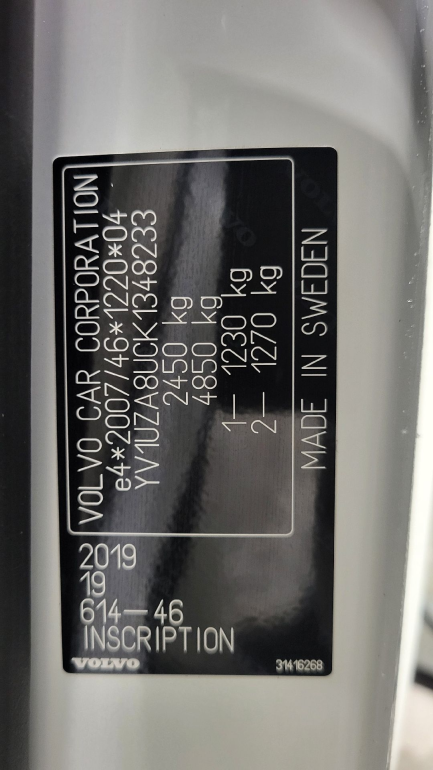 VOLVO CAR CORPORATION
e4*2007/46*1220*04
YV1UZA8UCK1348233
2450 kg
4850 kg
1– 1230 kg
2– 1270 kg
MADE IN SWEDEN
2019
19
614–46
INSCRIPTION
VOLVO
31416268